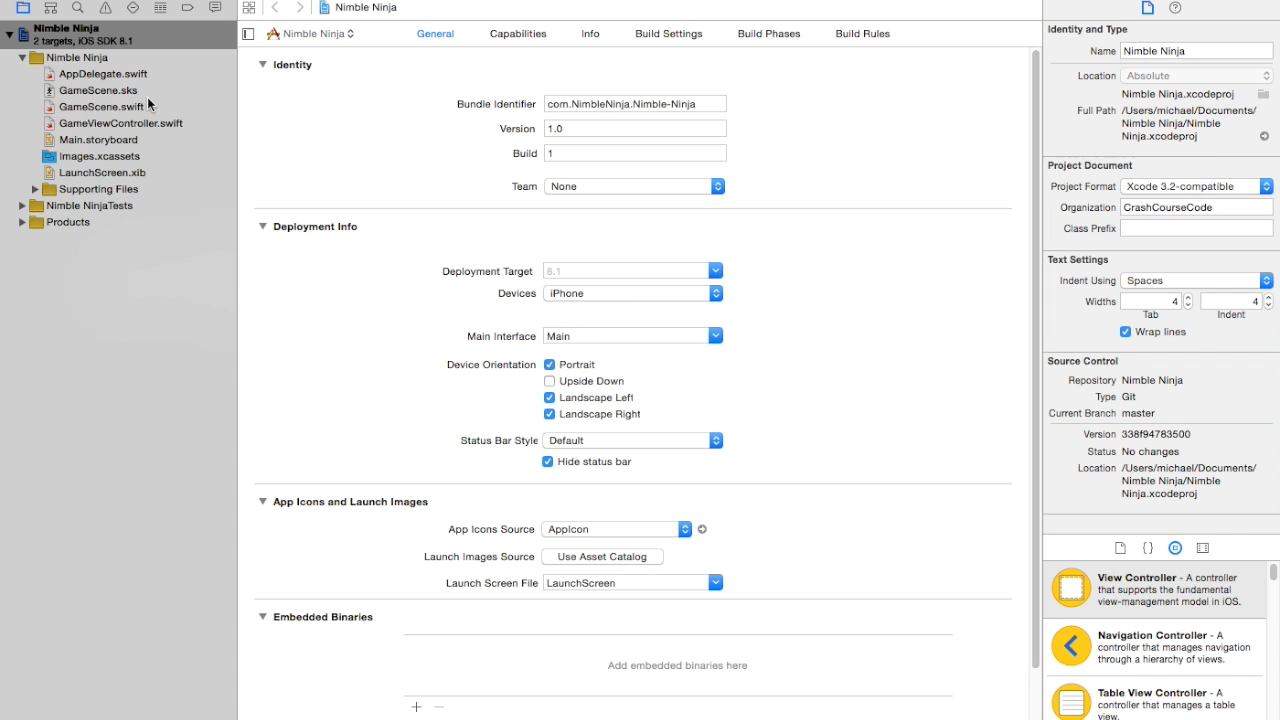 Nimble Ninja
Nimble Ninja
2 targets, iOS SDK 8.1
Nimble Ninja
AppDelegate.swift
GameScene.sks
GameScene.swift
GameViewController.swift
Main.storyboard
Images.xcassets
LaunchScreen.xib
Supporting Files
Nimble NinjaTests
Products
Nimble Ninja
General
Capabilities
Info
Build Settings
Build Phases
Build Rules
Identity
Bundle Identifier com.NimbleNinja.Nimble-Ninja
Version 1.0
Build 1
Team None
Deployment Info
Deployment Target 8.1
Devices iPhone
Main Interface Main
Device Orientation Portrait
Upside Down
Landscape Left
Landscape Right
Status Bar Style Default
Hide status bar
App Icons and Launch Images
App Icons Source AppIcon
Launch Images Source Use Asset Catalog
Launch Screen File LaunchScreen
Embedded Binaries
Add embedded binaries here
Identity and Type
Name Nimble Ninja
Location Absolute
Nimble Ninja.xcodeproj
Full Path /Users/michael/Documents/
Nimble Ninja/Nimble
Ninja.xcodeproj
Project Document
Project Format Xcode 3.2-compatible
Organization CrashCourseCode
Class Prefix
Text Settings
Indent Using Spaces
Widths 4 4
Tab Indent
Wrap lines
Source Control
Repository Nimble Ninja
Type Git
Current Branch master
Version 338f94783500
Status No changes
Location /Users/michael/Documents/
Nimble Ninja/Nimble
Ninja.xcodeproj
View Controller - A controller
that supports the fundamental
view-management model in iOS.
Navigation Controller - A
controller that manages navigation
through a hierarchy of views.
Table View Controller - A
controller that manages a table
view.